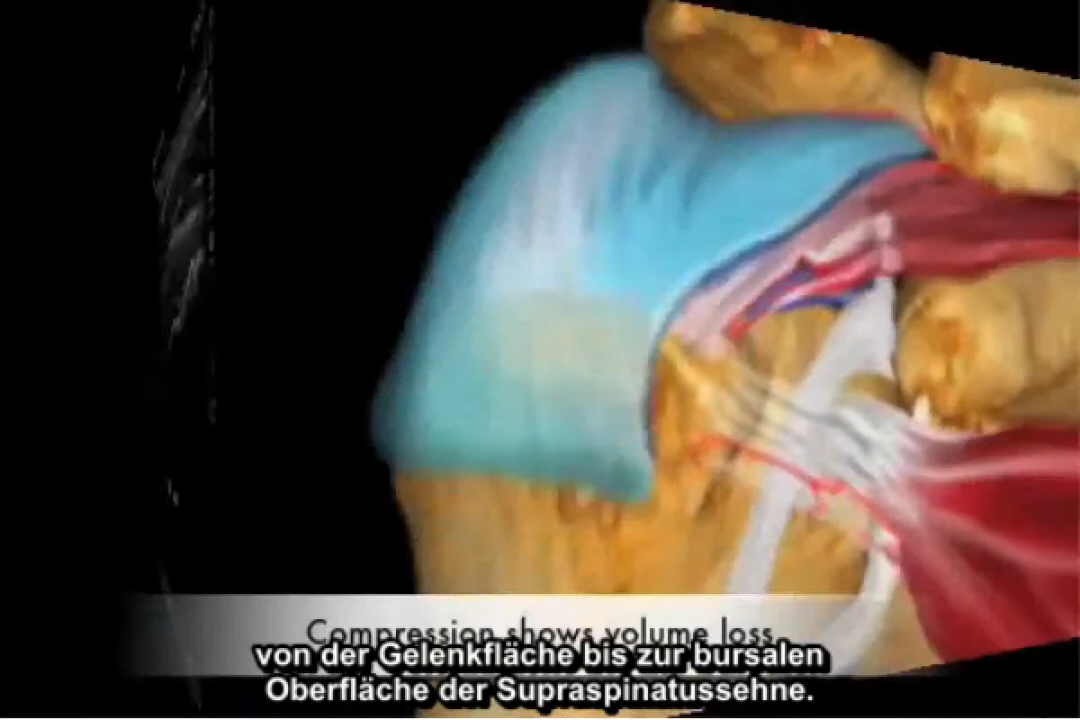 Compression shows volume loss
von der Gelenkfläche bis zur bursalen
Oberfläche der Supraspinatussehne.